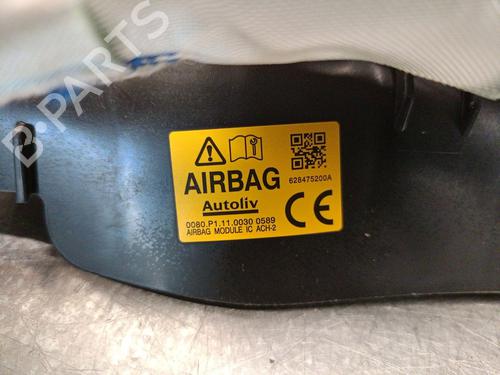 B-PARTS
628475200A
AIRBAG
Autoliv
0080.P1.11.0030 0589
AIRBAG MODULE IC ACH-2
CE